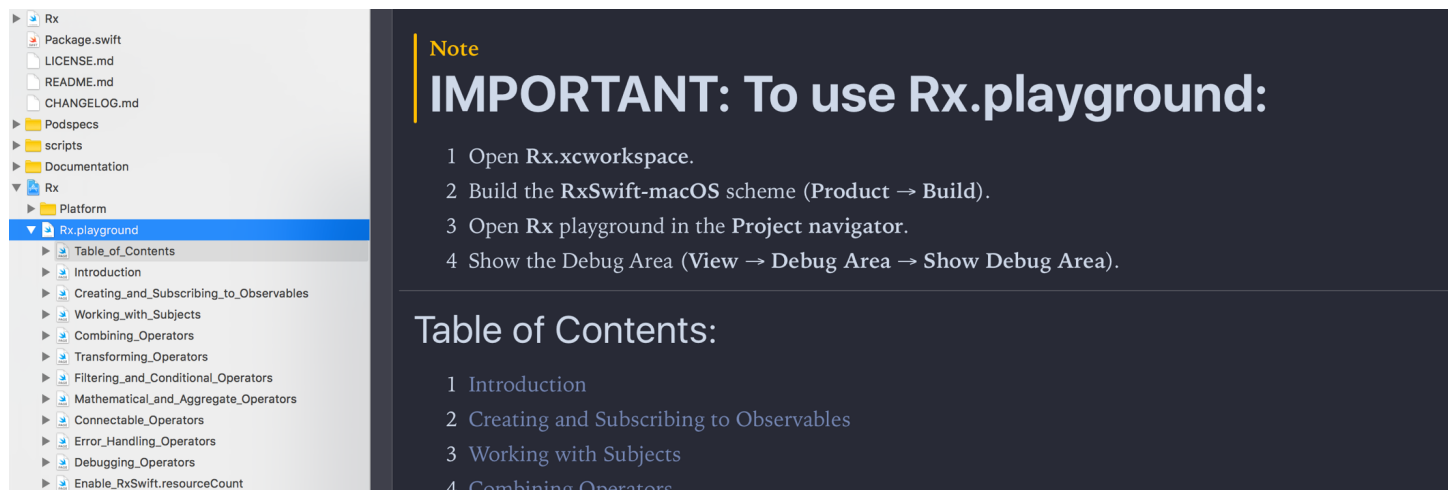 Rx
Package.swift
LICENSE.md
README.md
CHANGELOG.md
Podspecs
scripts
Documentation
Rx
Platform
Rx.playground
Table_of_Contents
Introduction
Creating_and_Subscribing_to_Observables
Working_with_Subjects
Combining_Operators
Transforming_Operators
Filtering_and_Conditional_Operators
Mathematical_and_Aggregate_Operators
Connectable_Operators
Error_Handling_Operators
Debugging_Operators
Enable_RxSwift.resourceCount
Note
IMPORTANT: To use Rx.playground:
1 Open Rx.xcworkspace.
2 Build the RxSwift-macOS scheme (Product → Build).
3 Open Rx playground in the Project navigator.
4 Show the Debug Area (View → Debug Area → Show Debug Area).
Table of Contents:
1 Introduction
2 Creating and Subscribing to Observables
3 Working with Subjects
4 Combining Operators